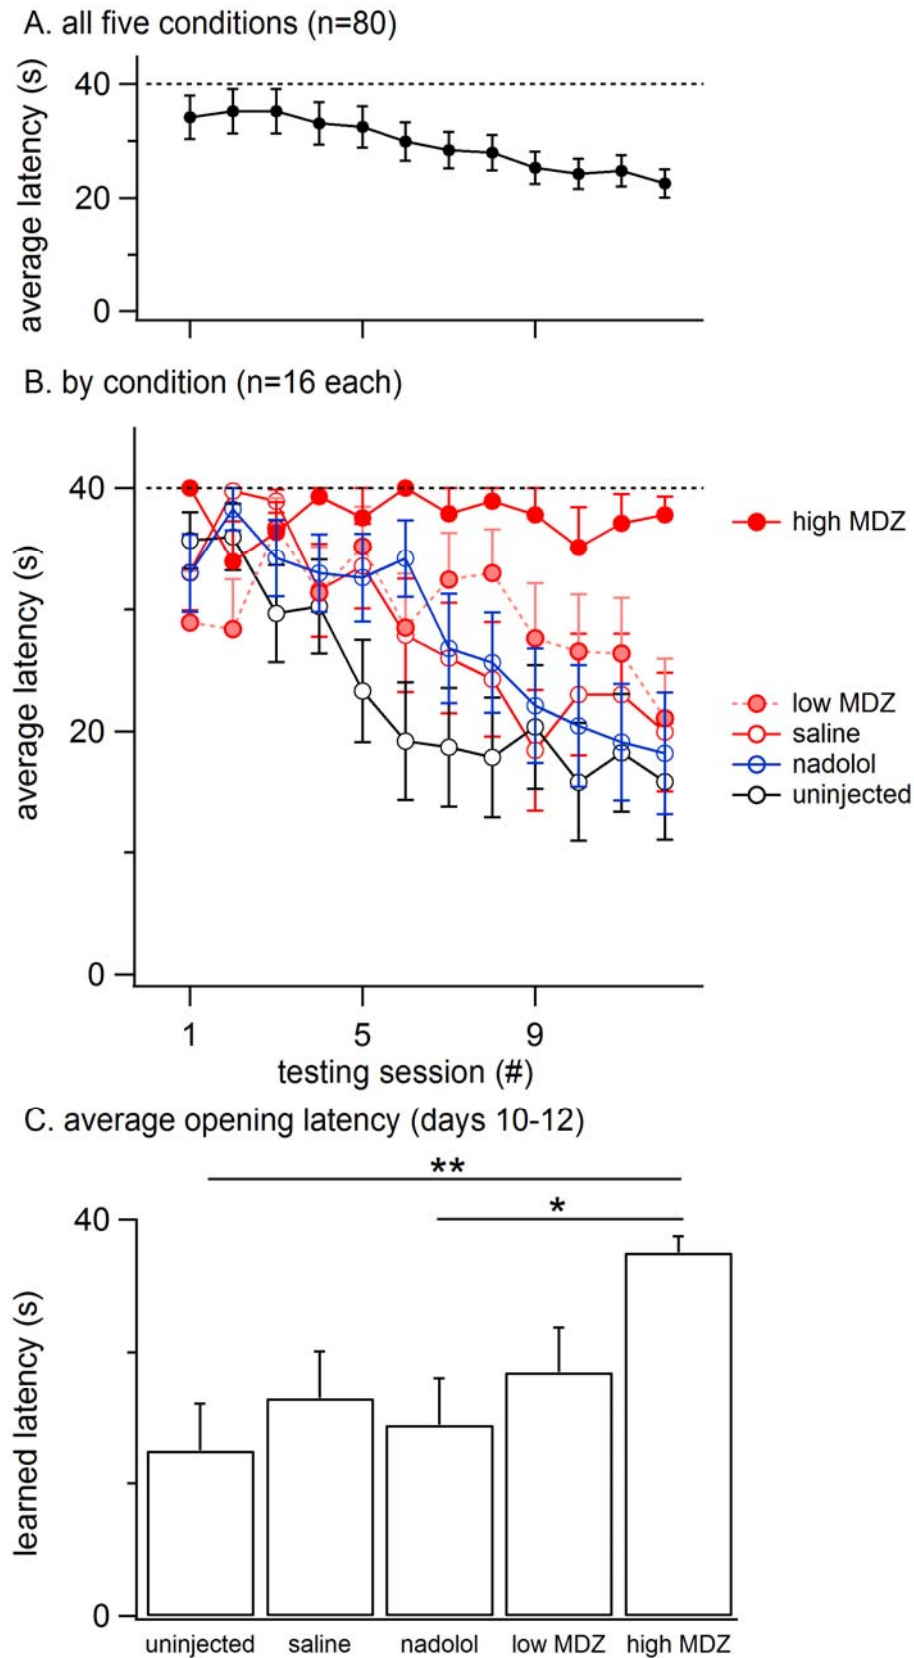 A. all five conditions (n=80)
average latency (s)
40
20
0
B. by condition (n=16 each)
average latency (s)
40
20
0
high MDZ
low MDZ
saline
nadolol
uninjected
1 5 9
testing session (#)
C. average opening latency (days 10-12)
**
*
learned latency (s)
40
0
uninjected saline nadolol low MDZ high MDZ